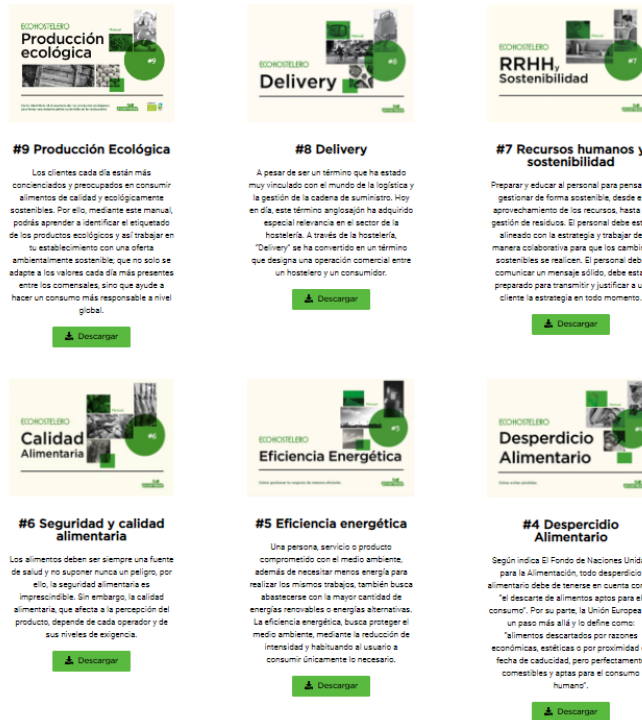 ECOHOSTELERO
Manual
Producción
ecológica
#9
#9 Producción Ecológica
Los clientes cada día están más
concienciados y preocupados en consumir
alimentos de calidad y ecológicamente
sostenibles. Por ello, mediante este manual,
podrás aprender a identificar el etiquetado
de los productos ecológicos y así trabajar en
tu establecimiento con una oferta
ambientalmente sostenible; que no solo se
adapte a los valores cada día más presentes
entre los comensales, sino que ayude a
hacer un consumo más responsable a nivel
global.
Descargar
ECOHOSTELERO
Delivery
#8
#8 Delivery
A pesar de ser un término que ha estado
muy vinculado con el mundo de la logística y
la gestión de la cadena de suministro. Hoy
en día, este término anglosajón ha adquirido
especial relevancia en el sector de la
hostelería. A través de la hostelería,
"Delivery" se ha convertido en un término
que designa una operación comercial entre
un hostelero y un consumidor.
Descargar
ECOHOSTELERO
RRHH,
Sostenibilidad
#7
#7 Recursos humanos y
sostenibilidad
Preparar y educar al personal para pensa
gestionar de forma sostenible, desde e
aprovechamiento de los recursos, hasta
gestión de residuos. El personal debe est
alineado con la estrategia y trabajar de
manera colaborativa para que los cambi
sostenibles se realicen. El personal deb
comunicar un mensaje sólido, debe esta
preparado para transmitir y justificar a u
cliente la estrategia en todo momento.
Descargar
ECOHOSTELERO
Manual
Calidad
Alimentaria
#6
#6 Seguridad y calidad
alimentaria
Los alimentos deben ser siempre una fuente
de salud y no suponer nunca un peligro, por
ello, la seguridad alimentaria es
imprescindible. Sin embargo, la calidad
alimentaria, que afecta a la percepción del
producto, depende de cada operador y de
sus niveles de exigencia.
Descargar
ECOHOSTELERO
Eficiencia Energética
#5
#5 Eficiencia energética
Una persona, servicio o producto
comprometido con el medio ambiente,
además de necesitar menos energía para
realizar los mismos trabajos, también busca
abastecerse con la mayor cantidad de
energías renovables o energías alternativas.
La eficiencia energética, busca proteger el
medio ambiente, mediante la reducción de
intensidad y habituando al usuario a
consumir únicamente lo necesario.
Descargar
ECOHOSTELERO
Desperdicio
Alimentario
#4 Despercidio
Alimentario
Según indica El Fondo de Naciones Unida
para la Alimentación, todo desperdicio
alimentario debe de tenerse en cuenta com
"el descarte de alimentos aptos para el
consumo". Por su parte, la Unión Europea
un paso más allá y lo define como:
"alimentos descartados por razones
económicas, estéticas o por proximidad d
fecha de caducidad, pero perfectamente
comestibles y aptas para el consumo
humano".
Descargar